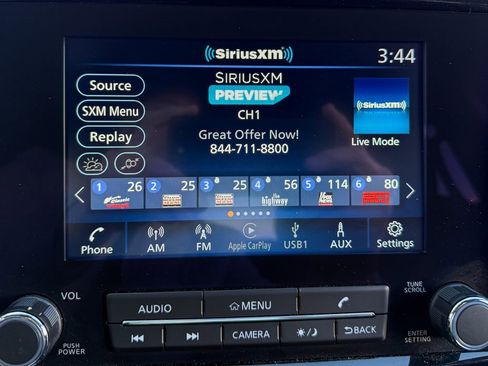 SiriusXM
3:44
Source
SXM Menu
Replay
SIRIUSXM
PREVIEW
CH1
Great Offer Now!
844-711-8800
SiriusXM
Live Mode
1 26 2 25 3 25 4 56 5 114 6 80
the highway
Phone AM FM Apple CarPlay USB1 AUX Settings
VOL
AUDIO MENU
TUNE
SCROLL
PUSH
POWER
CAMERA BACK
ENTER
SETTING